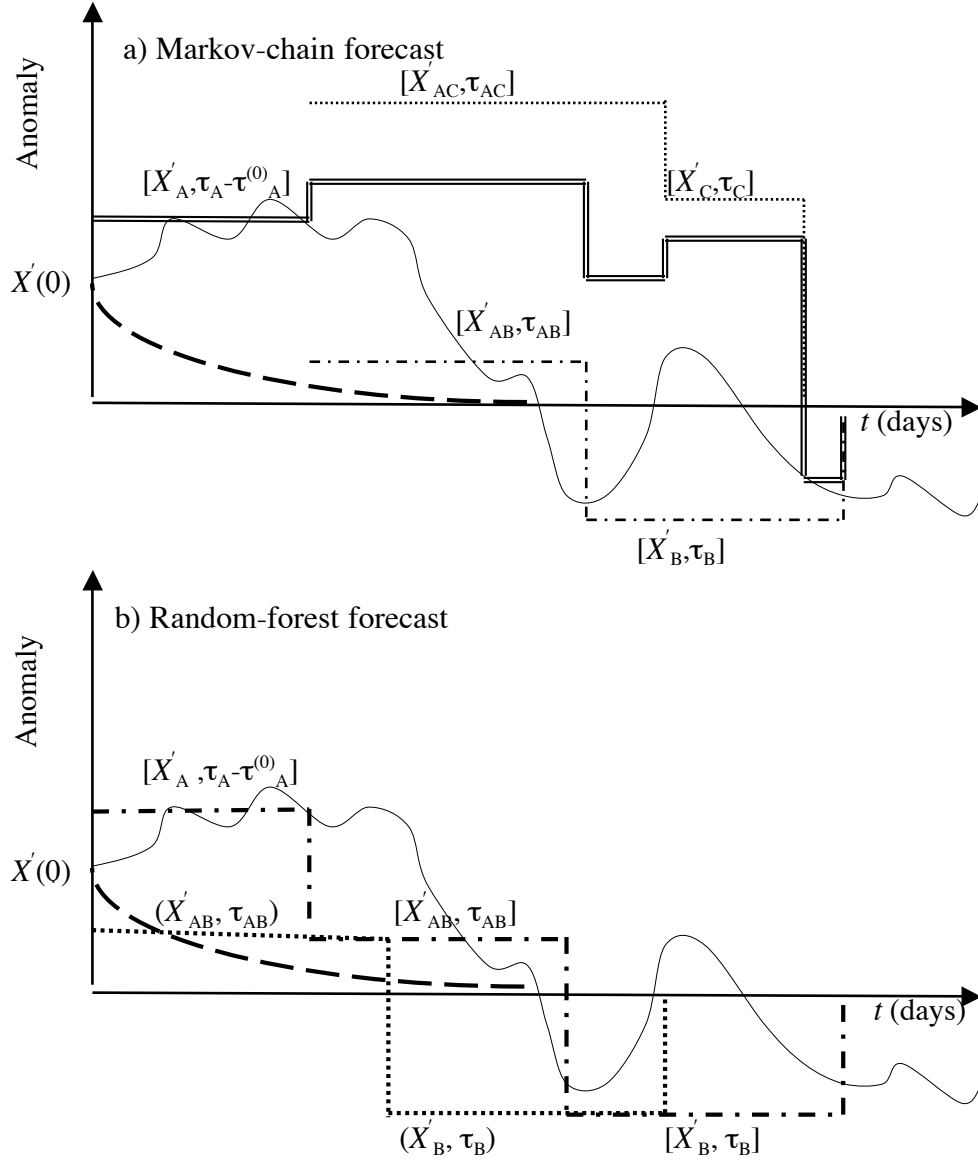 a) Markov-chain forecast
Anomaly
[X′AC,τAC]
[X′A,τA-τ(0)A]
[X′C,τC]
X′(0)
[X′AB,τAB]
t (days)
[X′B,τB]
b) Random-forest forecast
Anomaly
[X′A ,τA-τ(0)A]
X′(0)
(X′AB, τAB)
[X′AB, τAB]
t (days)
(X′B, τB)
[X′B, τB]